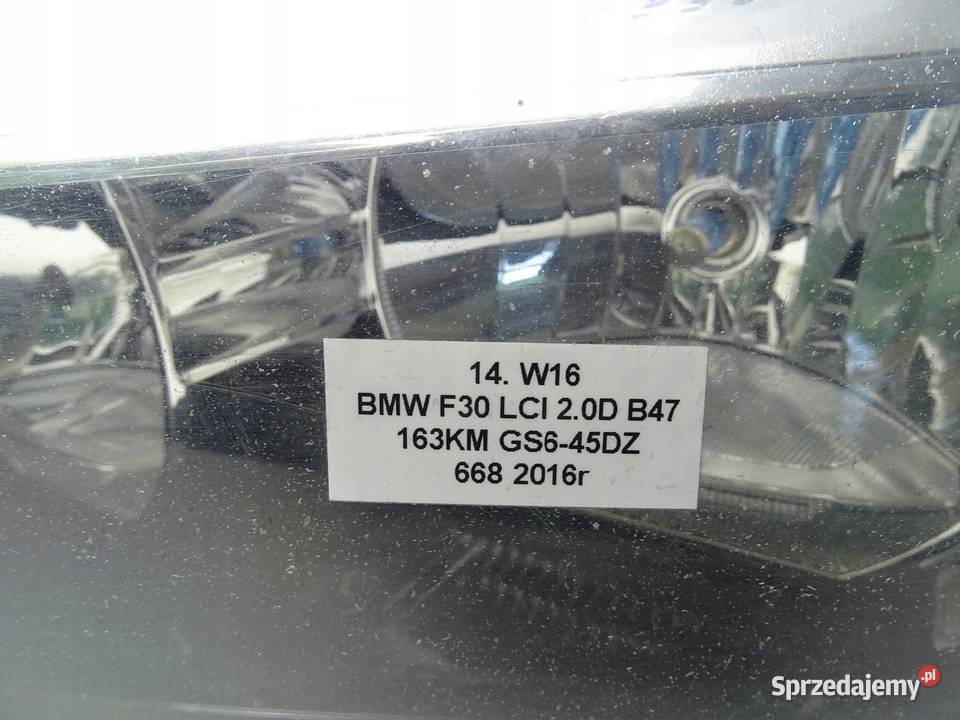 14. W16
BMW F30 LCI 2.0D B47
163KM GS6-45DZ
668 2016r
Sprzedajemy.pl